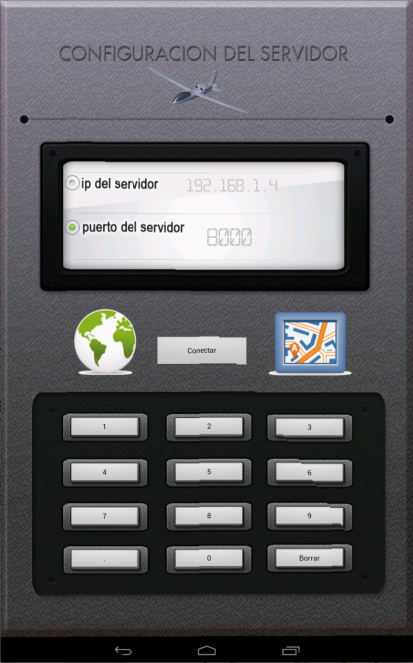 CONFIGURACION DEL SERVIDOR
ip del servidor 192.168.1.4
puerto del servidor 8000
Conectar
1 2 3
4 5 6
7 8 9
. 0 Borrar